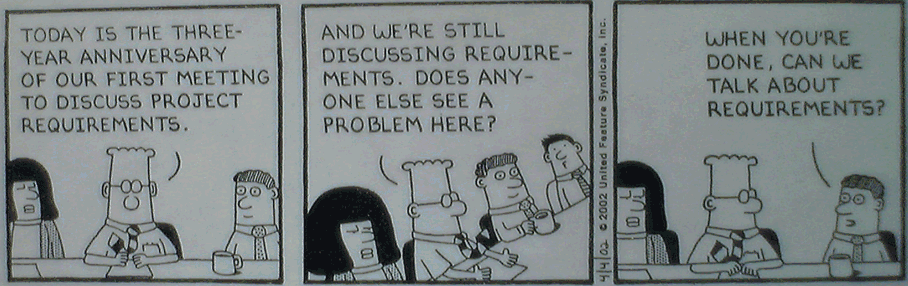 TODAY IS THE THREE-
YEAR ANNIVERSARY
OF OUR FIRST MEETING
TO DISCUSS PROJECT
REQUIREMENTS.
AND WE'RE STILL
DISCUSSING REQUIRE-
MENTS. DOES ANY-
ONE ELSE SEE A
PROBLEM HERE?
4/4/02 © 2002 United Feature Syndicate, Inc.
WHEN YOU'RE
DONE, CAN WE
TALK ABOUT
REQUIREMENTS?